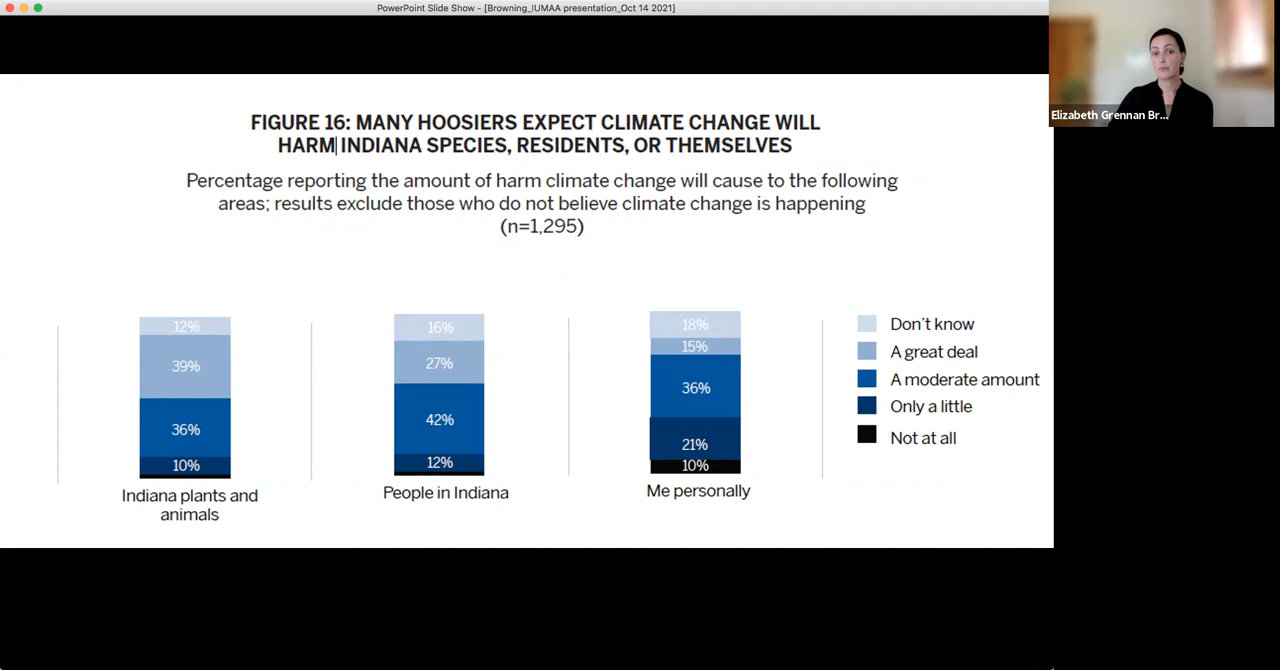 PowerPoint Slide Show - [Browning_IUMAA presentation_Oct 14 2021]
Elizabeth Grennan Br...
FIGURE 16: MANY HOOSIERS EXPECT CLIMATE CHANGE WILL
HARM INDIANA SPECIES, RESIDENTS, OR THEMSELVES
Percentage reporting the amount of harm climate change will cause to the following
areas; results exclude those who do not believe climate change is happening
(n=1,295)
12%
39%
36%
10%
Indiana plants and
animals
16%
27%
42%
12%
People in Indiana
18%
15%
36%
21%
10%
Me personally
Don't know
A great deal
A moderate amount
Only a little
Not at all